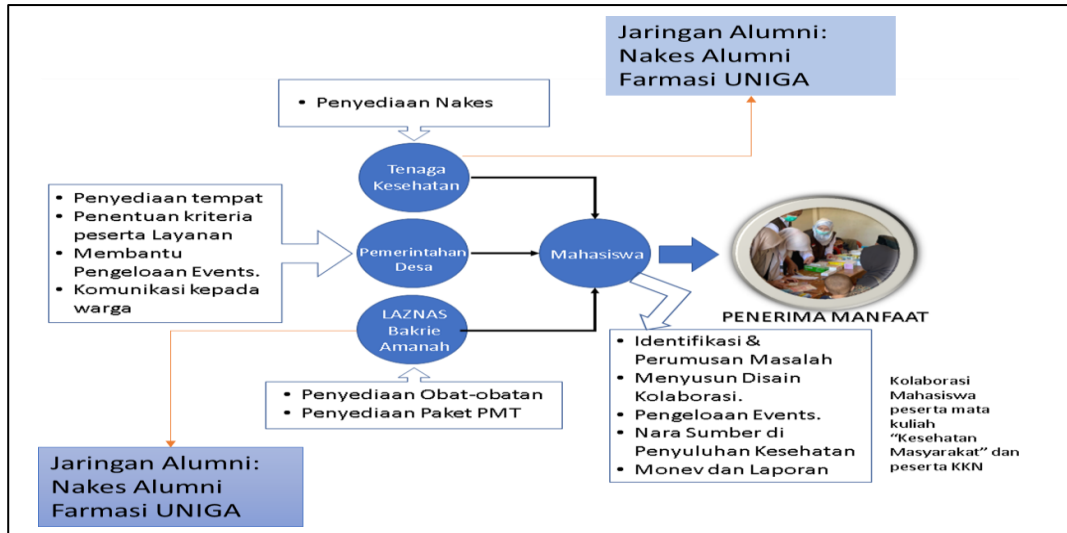 Jaringan Alumni:
Nakes Alumni
Farmasi UNIGA
• Penyediaan Nakes
Tenaga
Kesehatan
• Penyediaan tempat
• Penentuan kriteria
peserta Layanan
• Membantu
Pengeloaan Events.
• Komunikasi kepada
warga
Pemerintahan
Desa
Mahasiswa
PENERIMA MANFAAT
LAZNAS
Bakrie
Amanah
• Penyediaan Obat-obatan
• Penyediaan Paket PMT
• Identifikasi &
Perumusan Masalah
• Menyusun Disain
Kolaborasi.
• Pengeloaan Events.
• Nara Sumber di
Penyuluhan Kesehatan
• Monev dan Laporan
Kolaborasi
Mahasiswa
peserta mata
kuliah
“Kesehatan
Masyarakat” dan
peserta KKN
Jaringan Alumni:
Nakes Alumni
Farmasi UNIGA